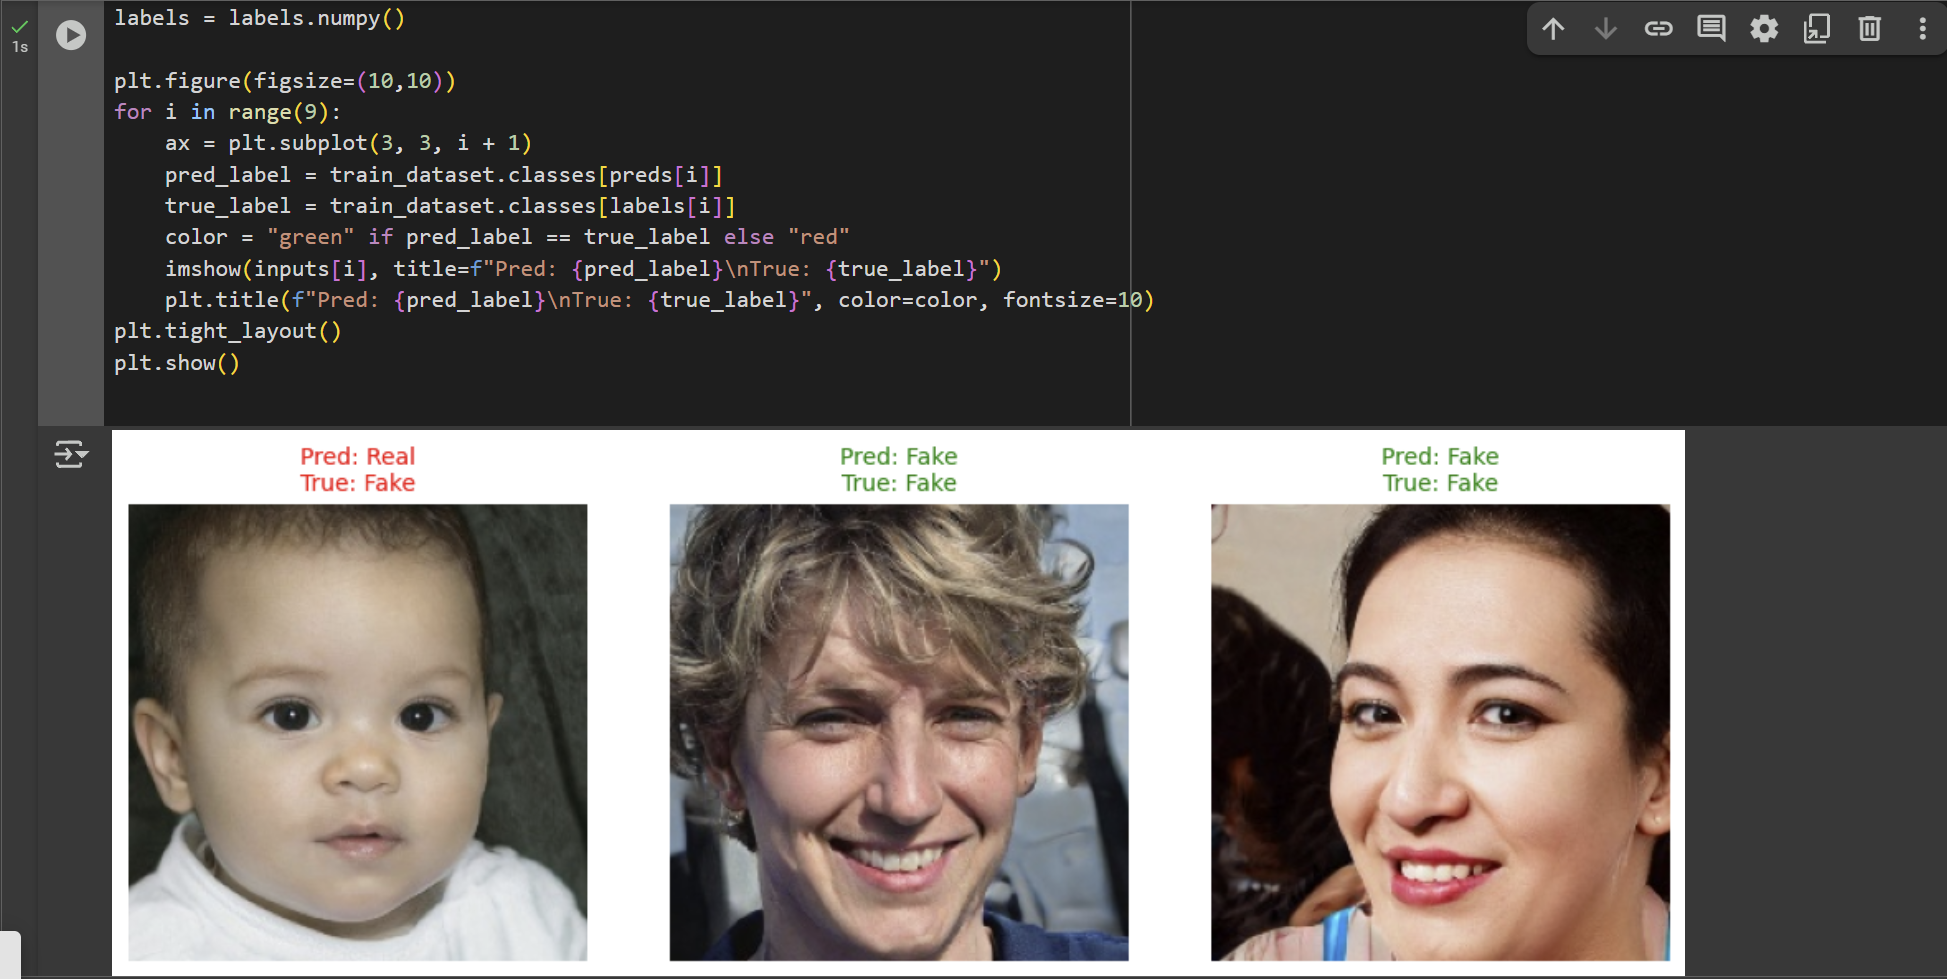 labels = labels.numpy()
1s
plt.figure(figsize=(10,10))
for i in range(9):
    ax = plt.subplot(3, 3, i + 1)
    pred_label = train_dataset.classes[preds[i]]
    true_label = train_dataset.classes[labels[i]]
    color = "green" if pred_label == true_label else "red"
    imshow(inputs[i], title=f"Pred: {pred_label}\nTrue: {true_label}")
    plt.title(f"Pred: {pred_label}\nTrue: {true_label}", color=color, fontsize=10)
plt.tight_layout()
plt.show()
Pred: Real
True: Fake
Pred: Fake
True: Fake
Pred: Fake
True: Fake